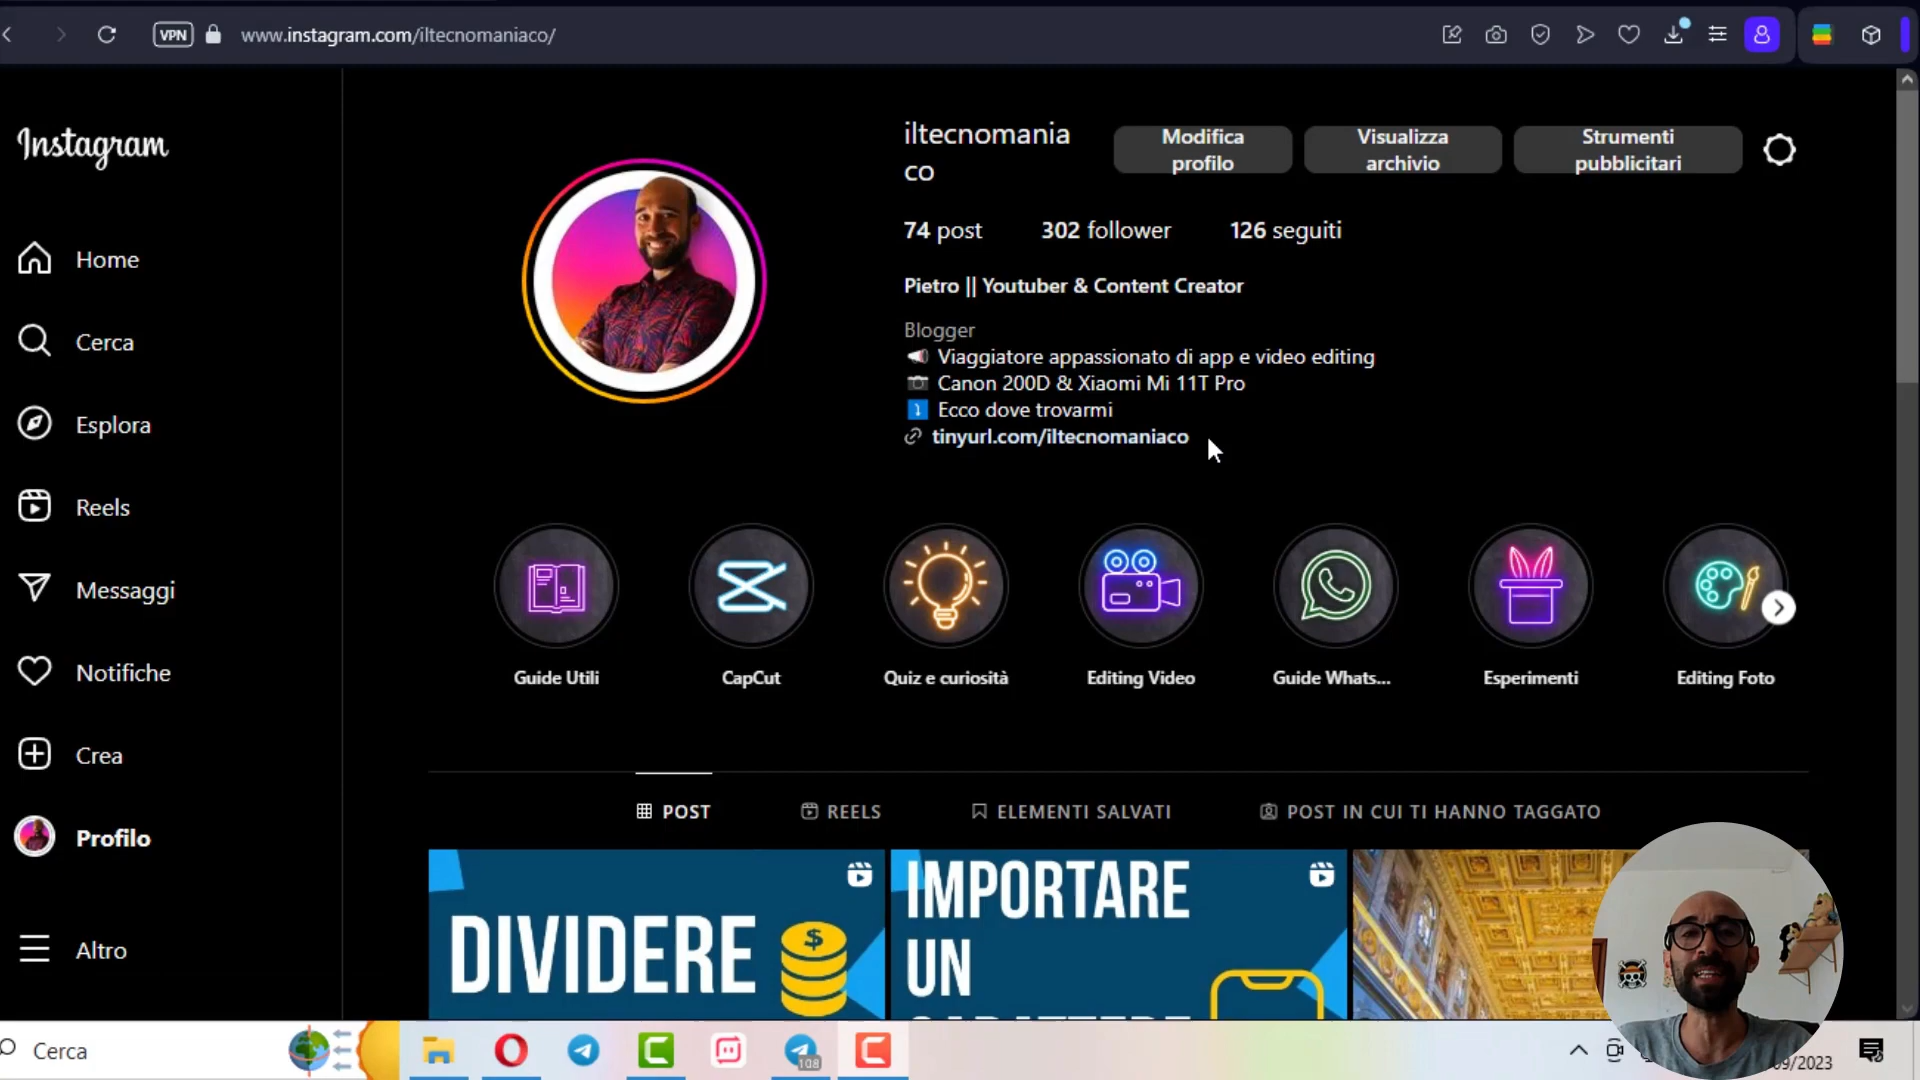 VPN
www.instagram.com/iltecnomaniaco/
Instagram
Home
Cerca
Esplora
Reels
Messaggi
Notifiche
Crea
Profilo
Altro
iltecnomania
co
Modifica
profilo
Visualizza
archivio
Strumenti
pubblicitari
74 post 302 follower 126 seguiti
Pietro || Youtuber & Content Creator
Blogger
Viaggiatore appassionato di app e video editing
Canon 200D & Xiaomi Mi 11T Pro
Ecco dove trovarmi
tinyurl.com/iltecnomaniaco
Guide Utili
CapCut
Quiz e curiosità
Editing Video
Guide Whats...
Esperimenti
Editing Foto
POST
REELS
ELEMENTI SALVATI
POST IN CUI TI HANNO TAGGATO
DIVIDERE
IMPORTARE
UN
Cerca
108
09/2023